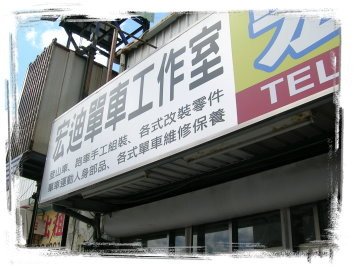 宏迪單車工作室
登山車、跑車手工組裝、各式改裝零件
單車運動人身部品、各式單車維修保養
TEL